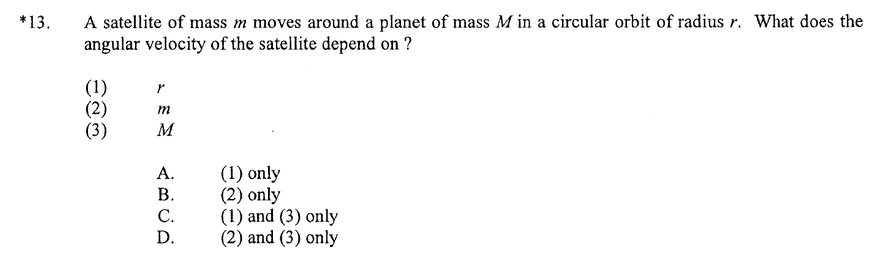 *13. A satellite of mass m moves around a planet of mass M in a circular orbit of radius r. What does the
angular velocity of the satellite depend on ?
(1) r
(2) m
(3) M
A. (1) only
B. (2) only
C. (1) and (3) only
D. (2) and (3) only